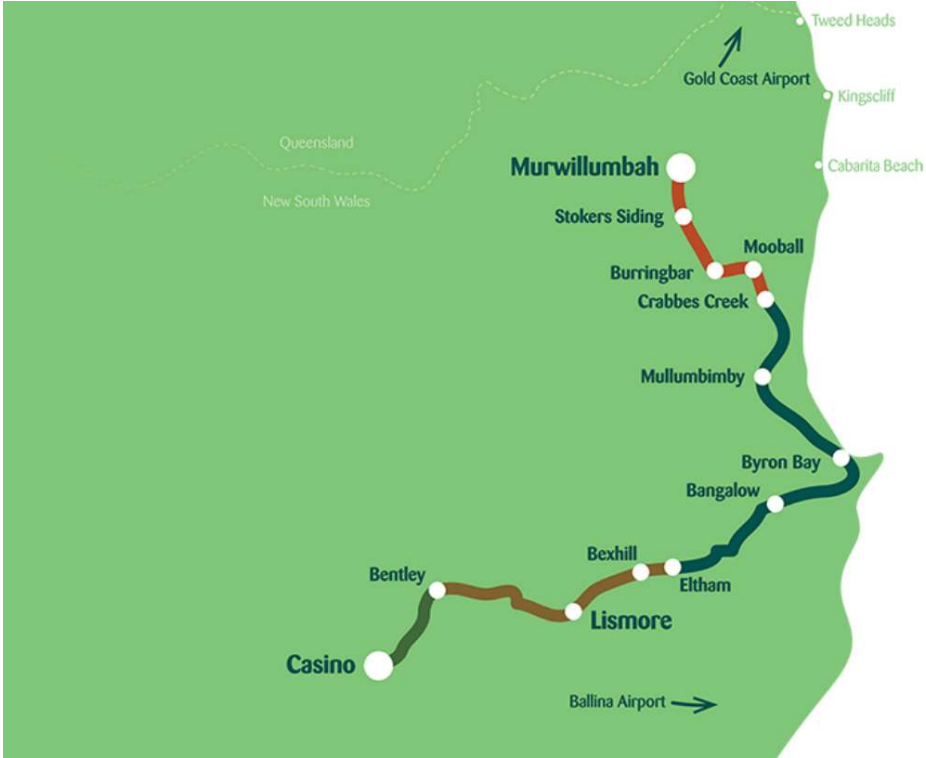 Tweed Heads
Gold Coast Airport
Kingscliff
Queensland
Murwillumbah
Cabarita Beach
New South Wales
Stokers Siding
Mooball
Burringbar
Crabbes Creek
Mullumbimby
Byron Bay
Bangalow
Bexhill
Bentley
Eltham
Lismore
Casino
Ballina Airport